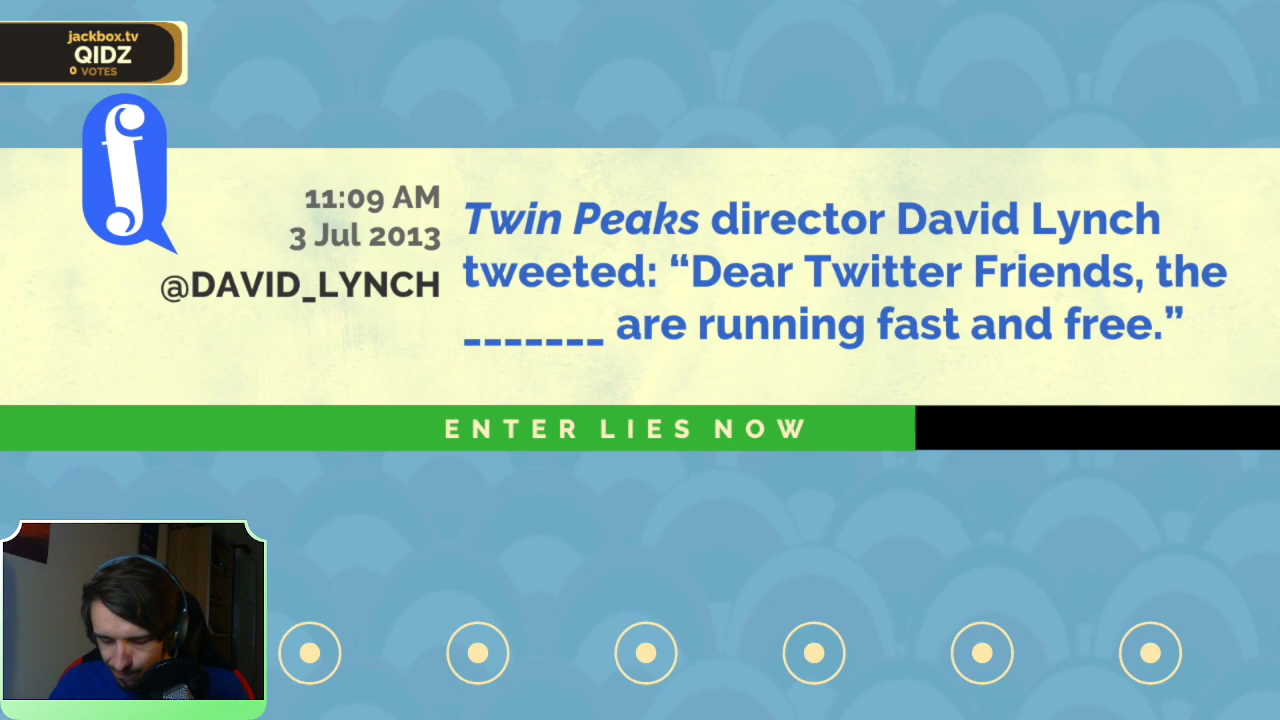 jackbox.tv
QIDZ
0 VOTES
f
11:09 AM
3 Jul 2013
@DAVID_LYNCH
Twin Peaks director David Lynch
tweeted: “Dear Twitter Friends, the
_______ are running fast and free.”
ENTER LIES NOW